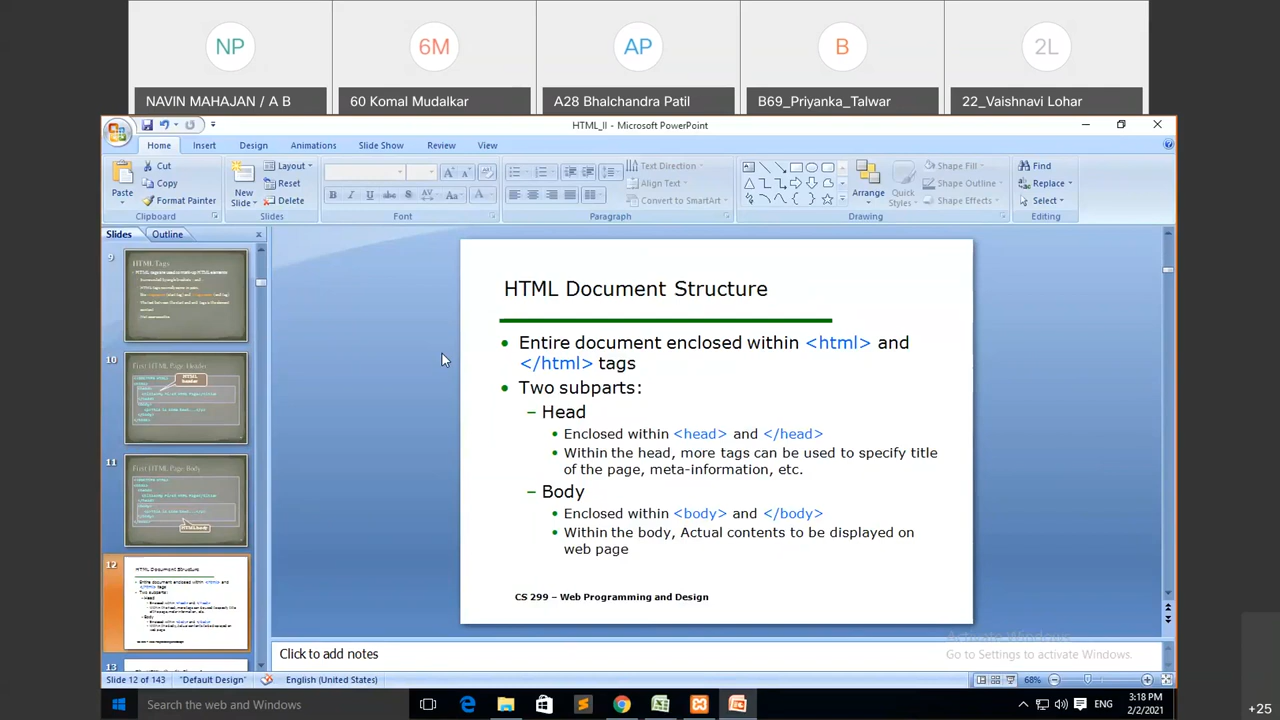 NP
6M
AP
B
2L
NAVIN MAHAJAN / A B
60 Komal Mudalkar
A28 Bhalchandra Patil
B69_Priyanka_Talwar
22_Vaishnavi Lohar
HTML_II - Microsoft PowerPoint
Home Insert Design Animations Slide Show Review View
Cut
Copy
Format Painter
Paste
Clipboard
New
Slide
Layout
Reset
Delete
Slides
Font
Text Direction
Align Text
Convert to SmartArt
Paragraph
Arrange
Quick
Styles
Shape Fill
Shape Outline
Shape Effects
Drawing
Find
Replace
Select
Editing
Slides Outline
9
HTML Tags
10
First HTML Page Header
11
First HTML Page Body
12
HTML Document Structure
13
HTML Document Structure
Entire document enclosed within <html> and
</html> tags
Two subparts:
– Head
Enclosed within <head> and </head>
Within the head, more tags can be used to specify title
of the page, meta-information, etc.
– Body
Enclosed within <body> and </body>
Within the body, Actual contents to be displayed on
web page
CS 299 – Web Programming and Design
Activate Windows
Go to Settings to activate Windows.
Click to add notes
Slide 12 of 143 "Default Design" English (United States) 68%
Search the web and Windows
ENG
3:18 PM
2/2/2021
+25